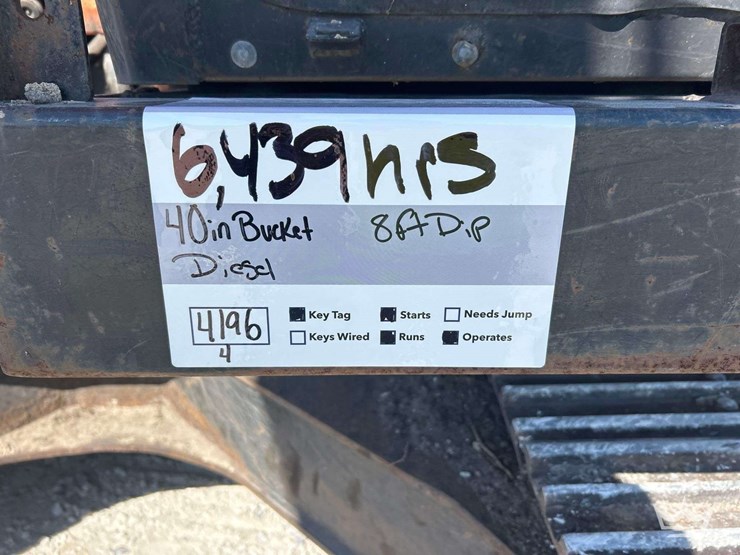 6,439 hrs
40in Bucket 8ft Dip
Diesel
4196 Key Tag Starts Needs Jump
4 Keys Wired Runs Operates